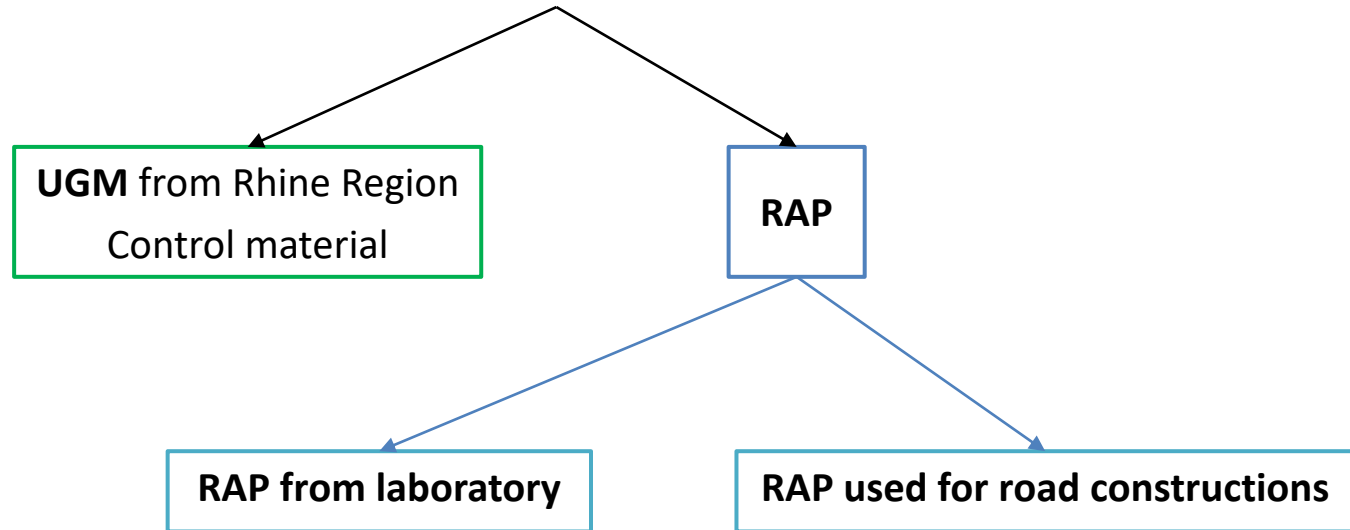 UGM from Rhine Region
Control material
RAP
RAP from laboratory
RAP used for road constructions